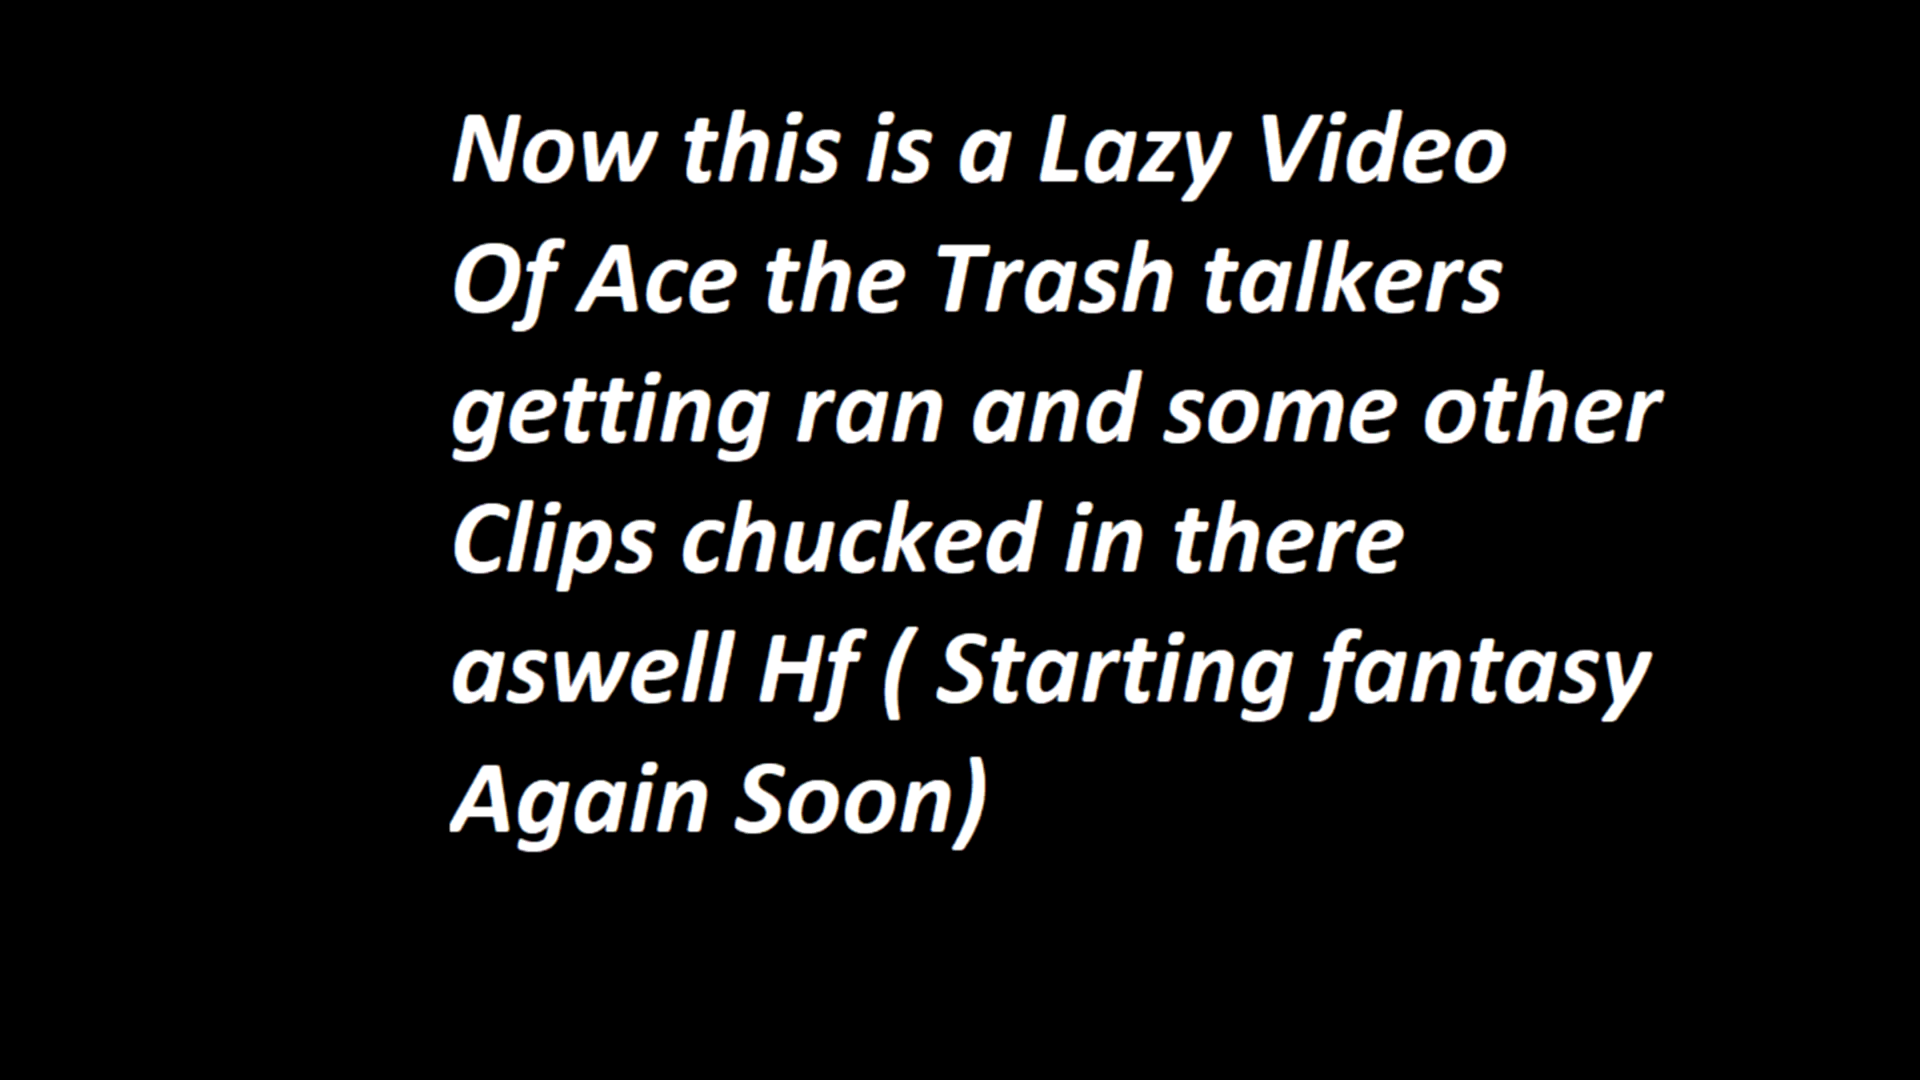 Now this is a Lazy Video
Of Ace the Trash talkers
getting ran and some other
Clips chucked in there
aswell Hf ( Starting fantasy
Again Soon)